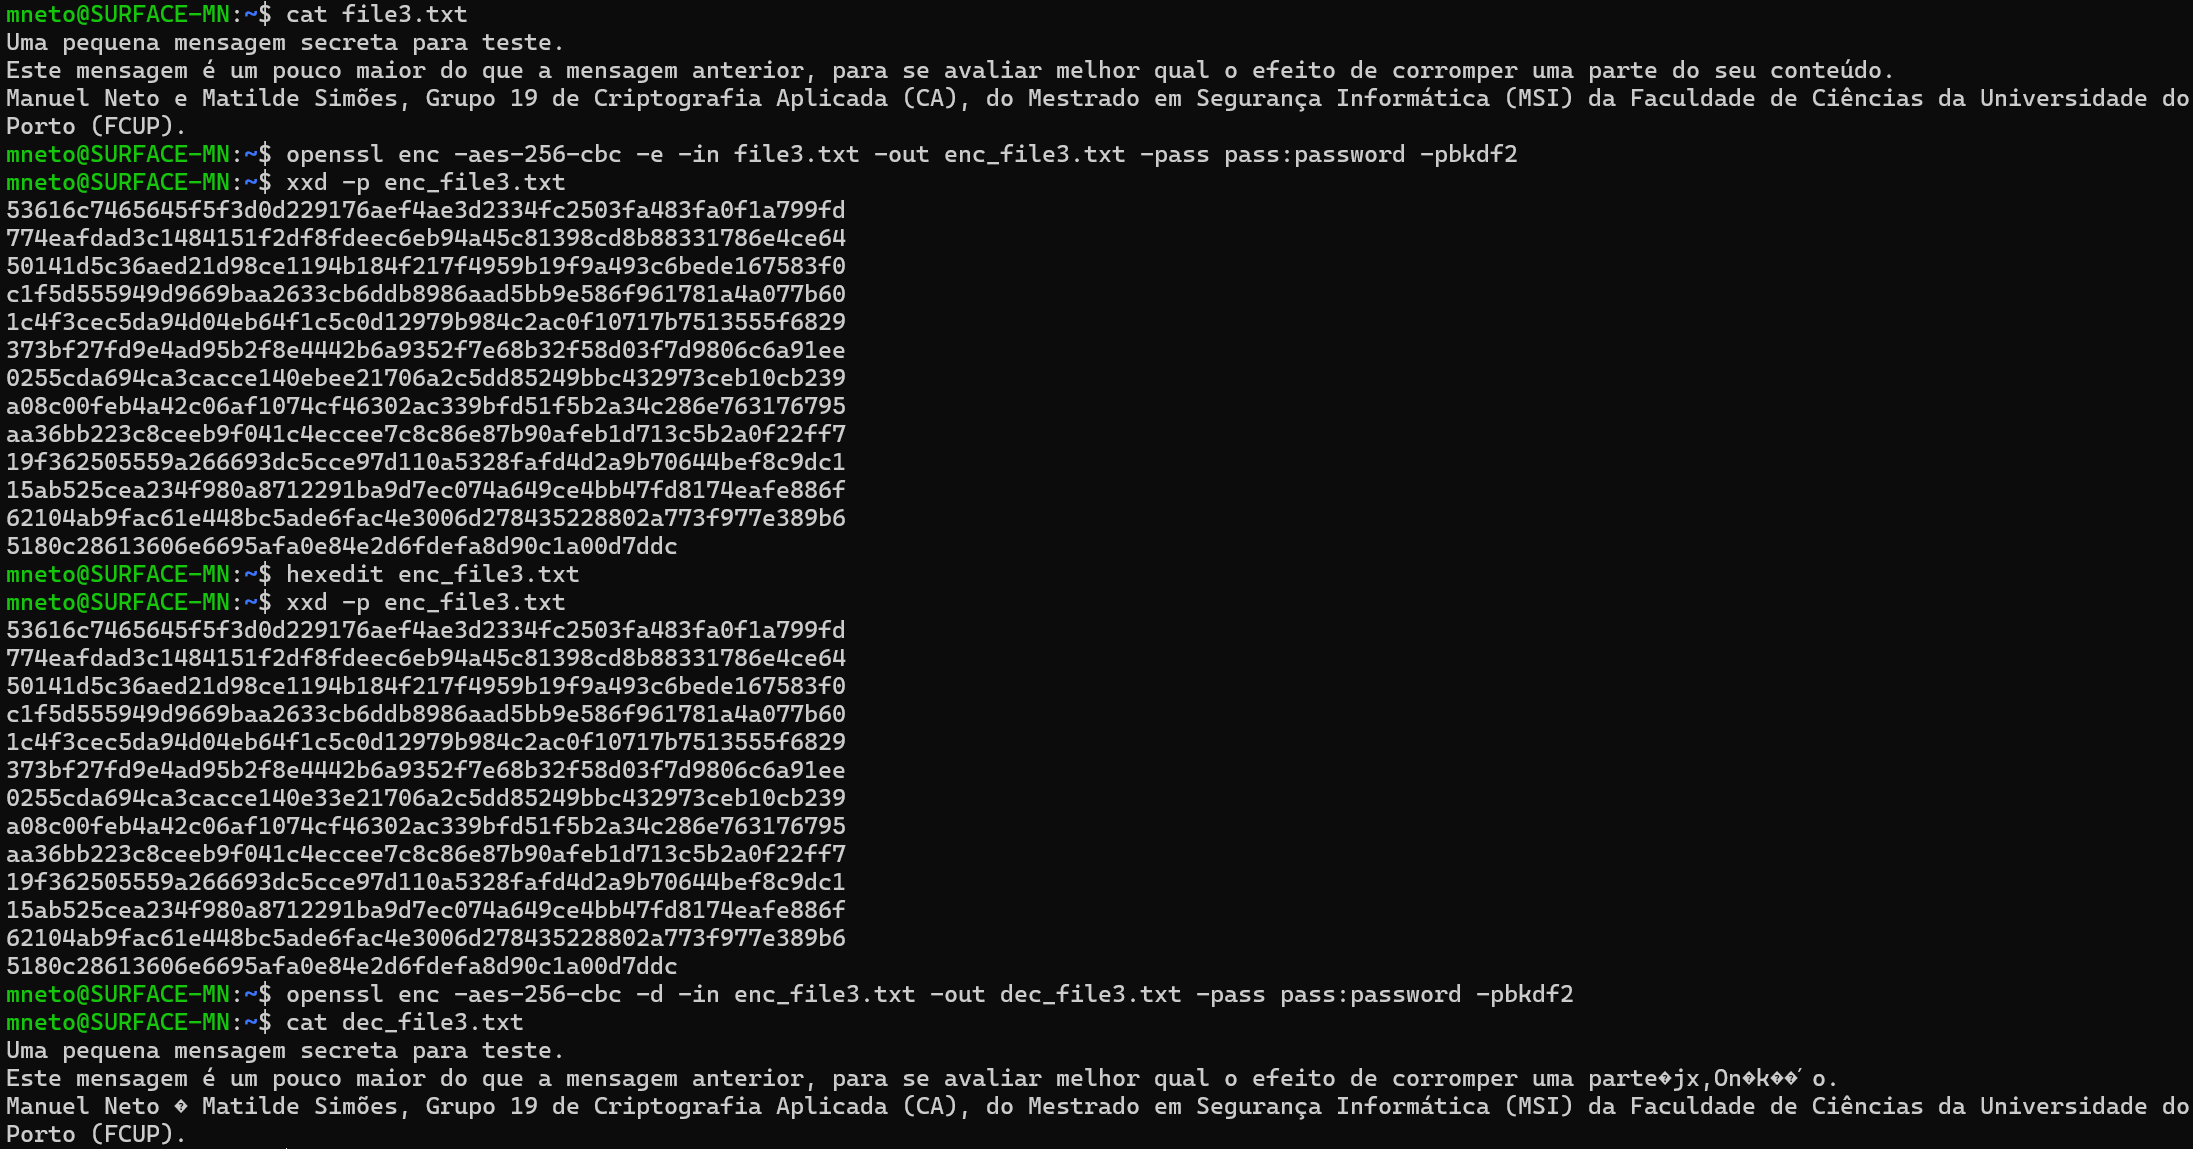 mneto@SURFACE-MN:~$ cat file3.txt
Uma pequena mensagem secreta para teste.
Este mensagem é um pouco maior do que a mensagem anterior, para se avaliar melhor qual o efeito de corromper uma parte do seu conteúdo.
Manuel Neto e Matilde Simões, Grupo 19 de Criptografia Aplicada (CA), do Mestrado em Segurança Informática (MSI) da Faculdade de Ciências da Universidade do
Porto (FCUP).
mneto@SURFACE-MN:~$ openssl enc -aes-256-cbc -e -in file3.txt -out enc_file3.txt -pass pass:password -pbkdf2
mneto@SURFACE-MN:~$ xxd -p enc_file3.txt
53616c7465645f5f3d0d229176aef4ae3d2334fc2503fa483fa0f1a799fd
774eafdad3c1484151f2df8fdeec6eb94a45c81398cd8b88331786e4ce64
50141d5c36aed21d98ce1194b184f217f4959b19f9a493c6bede167583f0
c1f5d555949d9669baa2633cb6ddb8986aad5bb9e586f961781a4a077b60
1c4f3cec5da94d04eb64f1c5c0d12979b984c2ac0f10717b7513555f6829
373bf27fd9e4ad95b2f8e4442b6a9352f7e68b32f58d03f7d9806c6a91ee
0255cda694ca3cacce140ebee21706a2c5dd85249bbc432973ceb10cb239
a08c00feb4a42c06af1074cf46302ac339bfd51f5b2a34c286e763176795
aa36bb223c8ceeb9f041c4eccee7c8c86e87b90afeb1d713c5b2a0f22ff7
19f362505559a266693dc5cce97d110a5328fafd4d2a9b70644bef8c9dc1
15ab525cea234f980a8712291ba9d7ec074a649ce4bb47fd8174eafe886f
62104ab9fac61e448bc5ade6fac4e3006d278435228802a773f977e389b6
5180c28613606e6695afa0e84e2d6fdefa8d90c1a00d7ddc
mneto@SURFACE-MN:~$ hexedit enc_file3.txt
mneto@SURFACE-MN:~$ xxd -p enc_file3.txt
53616c7465645f5f3d0d229176aef4ae3d2334fc2503fa483fa0f1a799fd
774eafdad3c1484151f2df8fdeec6eb94a45c81398cd8b88331786e4ce64
50141d5c36aed21d98ce1194b184f217f4959b19f9a493c6bede167583f0
c1f5d555949d9669baa2633cb6ddb8986aad5bb9e586f961781a4a077b60
1c4f3cec5da94d04eb64f1c5c0d12979b984c2ac0f10717b7513555f6829
373bf27fd9e4ad95b2f8e4442b6a9352f7e68b32f58d03f7d9806c6a91ee
0255cda694ca3cacce140e33e21706a2c5dd85249bbc432973ceb10cb239
a08c00feb4a42c06af1074cf46302ac339bfd51f5b2a34c286e763176795
aa36bb223c8ceeb9f041c4eccee7c8c86e87b90afeb1d713c5b2a0f22ff7
19f362505559a266693dc5cce97d110a5328fafd4d2a9b70644bef8c9dc1
15ab525cea234f980a8712291ba9d7ec074a649ce4bb47fd8174eafe886f
62104ab9fac61e448bc5ade6fac4e3006d278435228802a773f977e389b6
5180c28613606e6695afa0e84e2d6fdefa8d90c1a00d7ddc
mneto@SURFACE-MN:~$ openssl enc -aes-256-cbc -d -in enc_file3.txt -out dec_file3.txt -pass pass:password -pbkdf2
mneto@SURFACE-MN:~$ cat dec_file3.txt
Uma pequena mensagem secreta para teste.
Este mensagem é um pouco maior do que a mensagem anterior, para se avaliar melhor qual o efeito de corromper uma parte�jx,On�k��́o.
Manuel Neto � Matilde Simões, Grupo 19 de Criptografia Aplicada (CA), do Mestrado em Segurança Informática (MSI) da Faculdade de Ciências da Universidade do
Porto (FCUP).